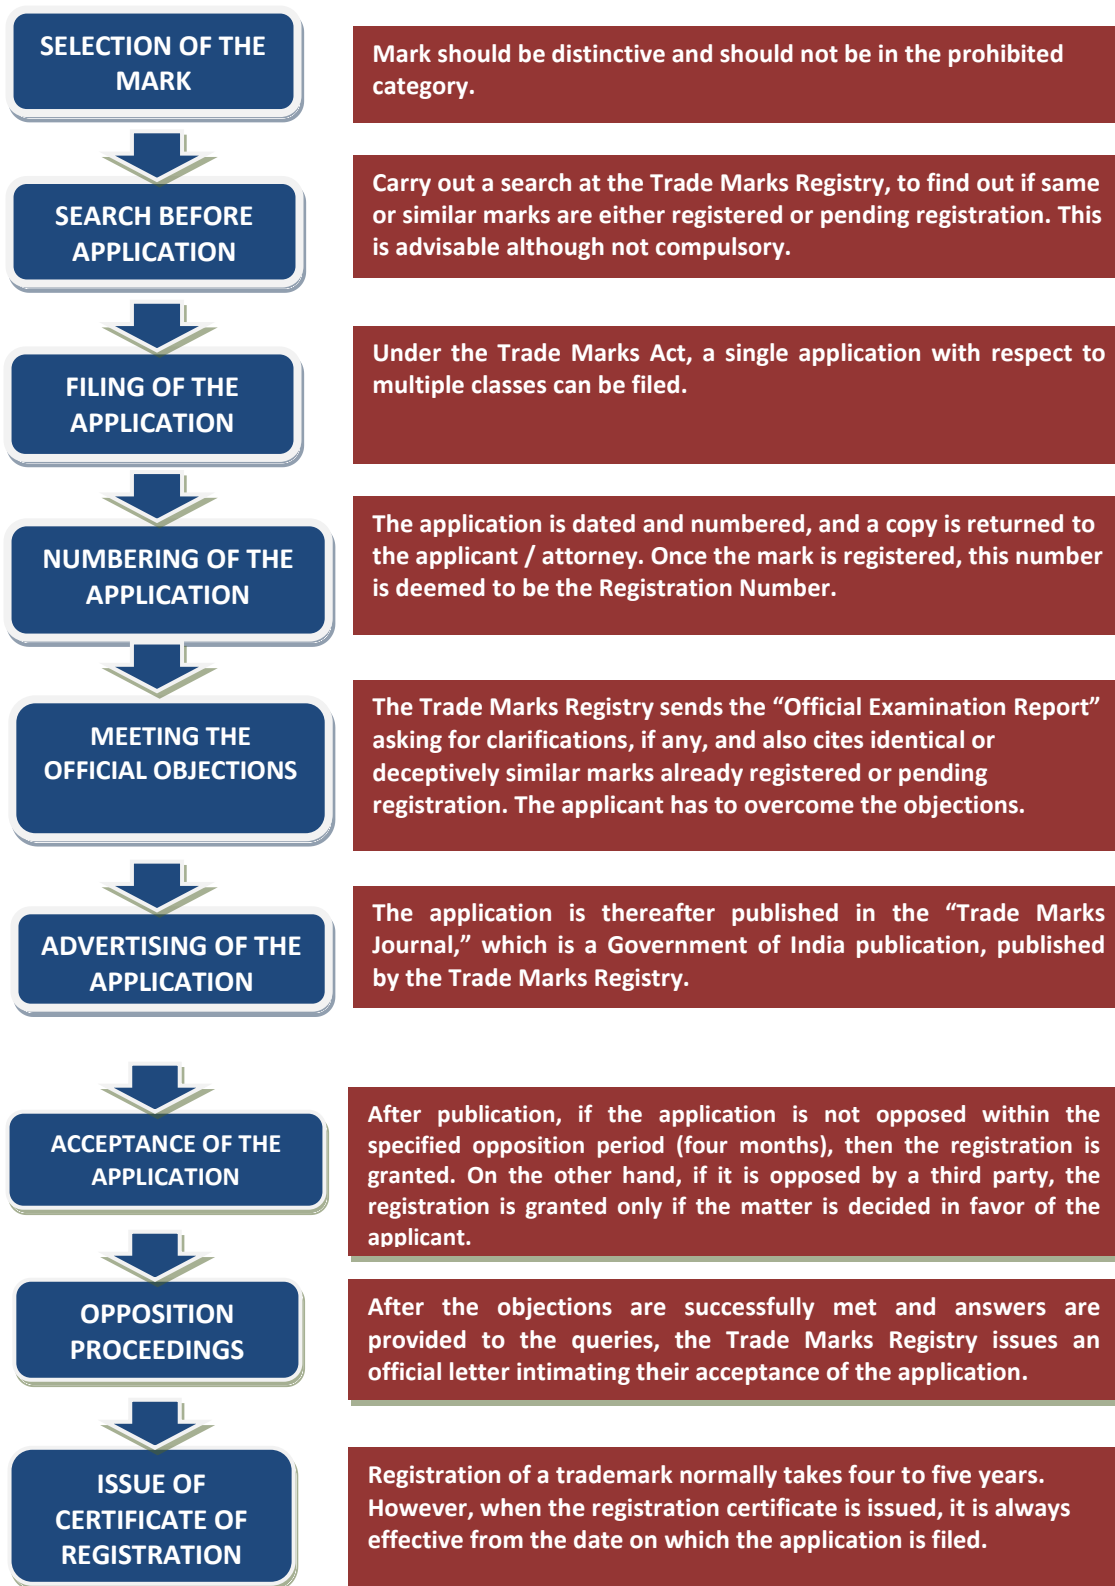 SELECTION OF THE
MARK
Mark should be distinctive and should not be in the prohibited
category.
SEARCH BEFORE
APPLICATION
Carry out a search at the Trade Marks Registry, to find out if same
or similar marks are either registered or pending registration. This
is advisable although not compulsory.
FILING OF THE
APPLICATION
Under the Trade Marks Act, a single application with respect to
multiple classes can be filed.
NUMBERING OF THE
APPLICATION
The application is dated and numbered, and a copy is returned to
the applicant / attorney. Once the mark is registered, this number
is deemed to be the Registration Number.
MEETING THE
OFFICIAL OBJECTIONS
The Trade Marks Registry sends the “Official Examination Report”
asking for clarifications, if any, and also cites identical or
deceptively similar marks already registered or pending
registration. The applicant has to overcome the objections.
ADVERTISING OF THE
APPLICATION
The application is thereafter published in the “Trade Marks
Journal,” which is a Government of India publication, published
by the Trade Marks Registry.
ACCEPTANCE OF THE
APPLICATION
After publication, if the application is not opposed within the
specified opposition period (four months), then the registration is
granted. On the other hand, if it is opposed by a third party, the
registration is granted only if the matter is decided in favor of the
applicant.
OPPOSITION
PROCEEDINGS
After the objections are successfully met and answers are
provided to the queries, the Trade Marks Registry issues an
official letter intimating their acceptance of the application.
ISSUE OF
CERTIFICATE OF
REGISTRATION
Registration of a trademark normally takes four to five years.
However, when the registration certificate is issued, it is always
effective from the date on which the application is filed.